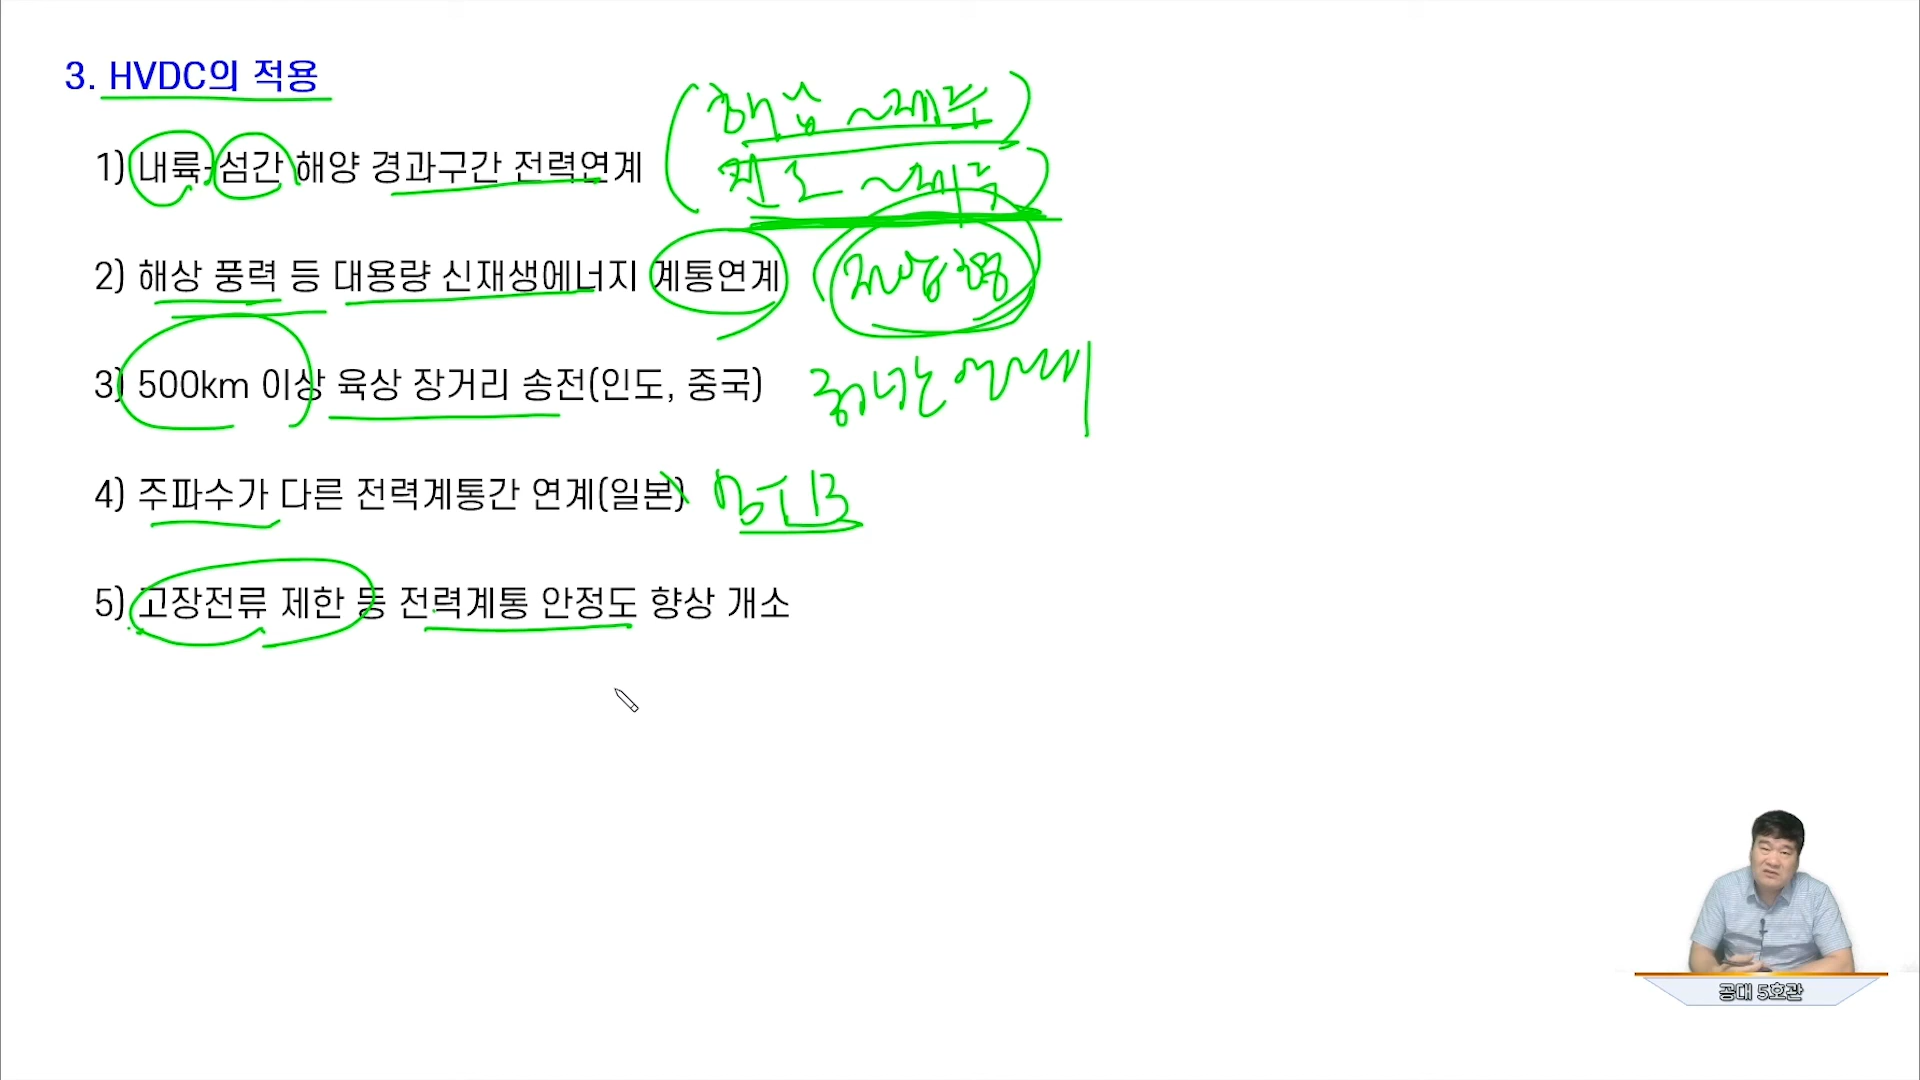 3. HVDC의 적용
(해남 ~제주)
1) 내륙-섬간 해양 경과구간 전력연계
(진도 ~제주)
2) 해상 풍력 등 대용량 신재생에너지 계통연계
3) 500km 이상 육상 장거리 송전(인도, 중국)
4) 주파수가 다른 전력계통간 연계(일본)
5) 고장전류 제한 등 전력계통 안정도 향상 개소
공대 5호관